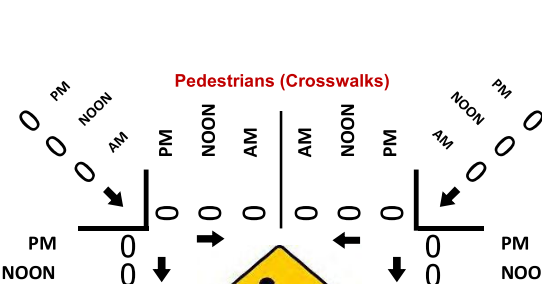 Pedestrians (Crosswalks)
PM NOON AM
0 0 0
PM NOON AM AM NOON PM
0 0 0 0 0 0
PM NOON AM
0 0 0
PM 0 0 PM
NOON 0 0 NOO